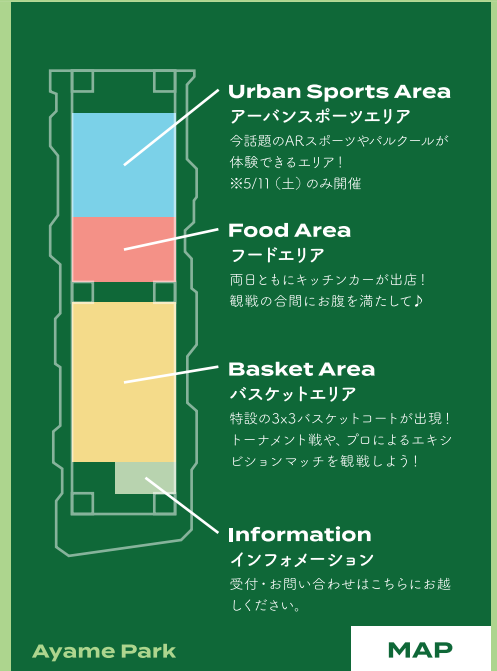 Urban Sports Area
アーバンスポーツエリア
今話題のARスポーツやパルクールが
体験できるエリア！
※5/11（土）のみ開催
Food Area
フードエリア
両日ともにキッチンカーが出店！
観戦の合間にお腹を満たして♪
Basket Area
バスケットエリア
特設の3x3バスケットコートが出現！
トーナメント戦や、プロによるエキシ
ビションマッチを観戦しよう！
Information
インフォメーション
受付・お問い合わせはこちらにお越
しください。
Ayame Park
MAP